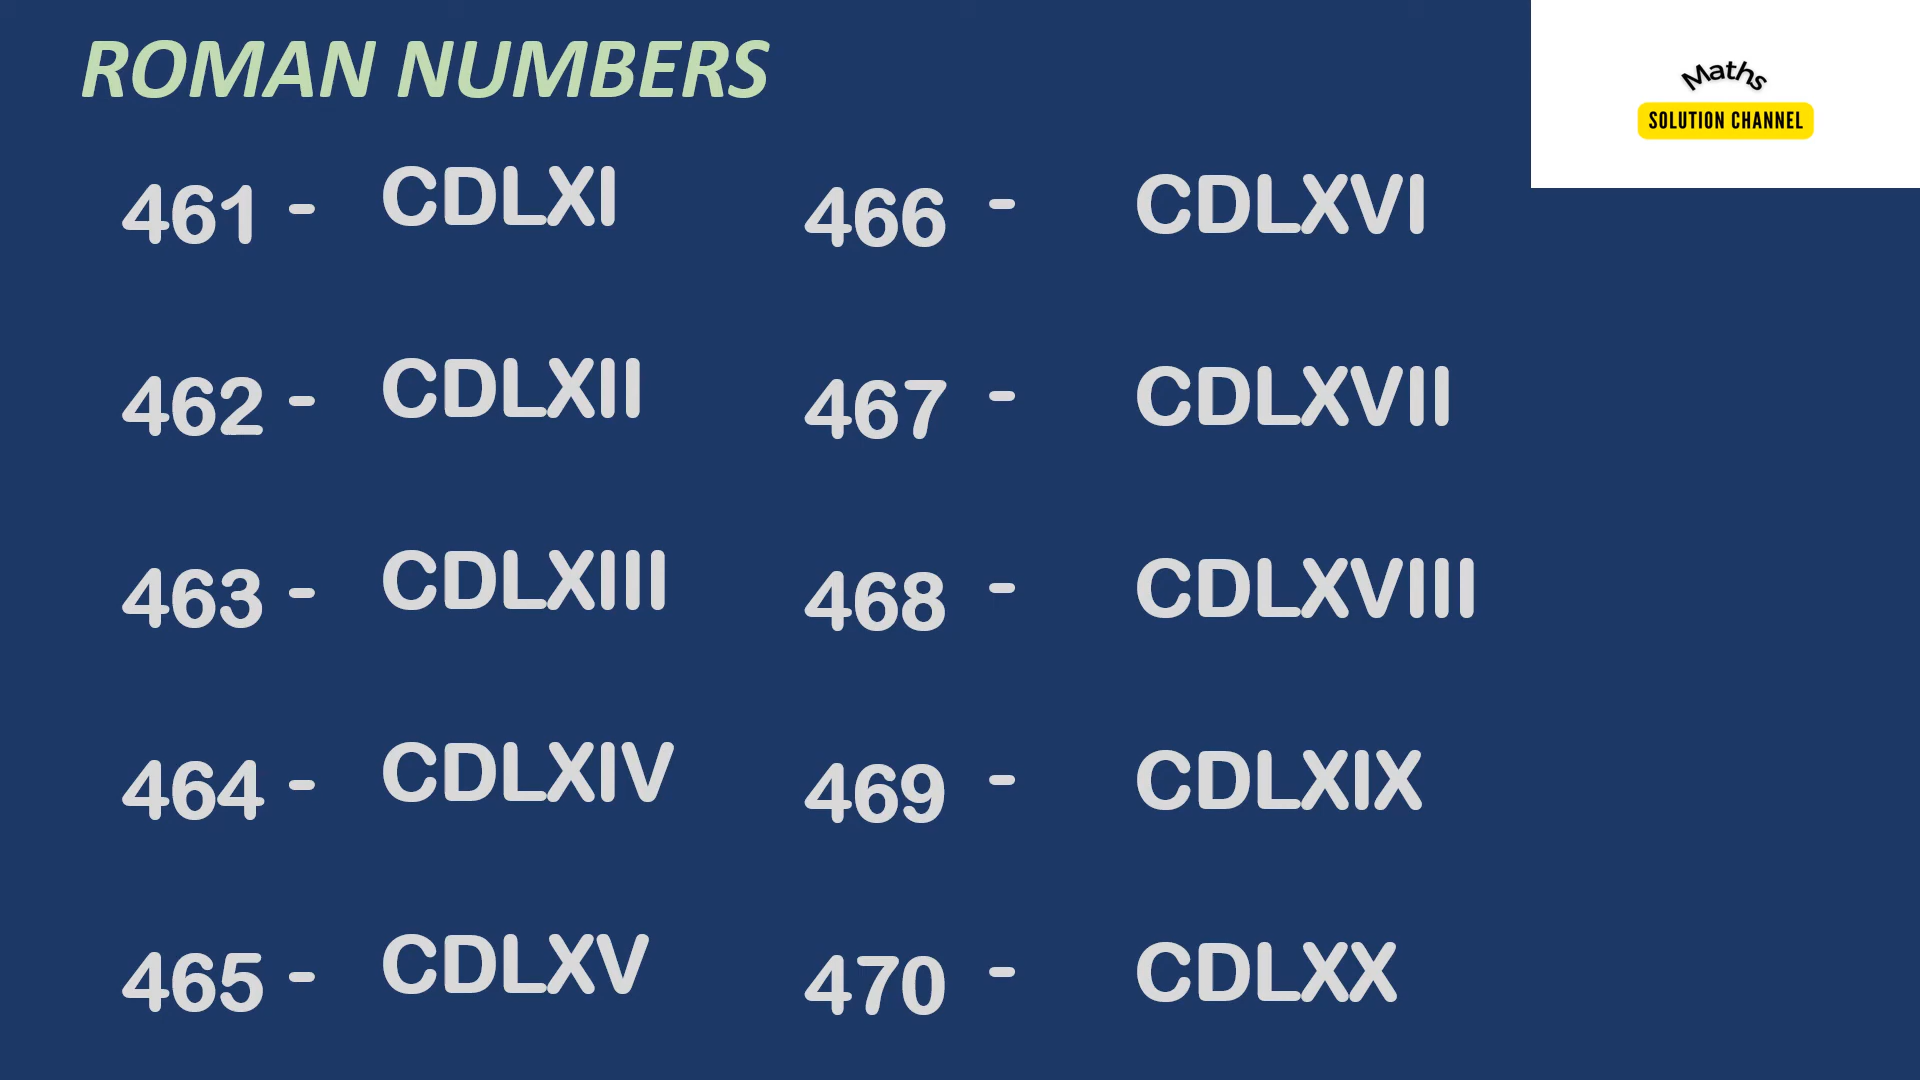 ROMAN NUMBERS
Maths
SOLUTION CHANNEL
461 - CDLXI
462 - CDLXII
463 - CDLXIII
464 - CDLXIV
465 - CDLXV
466 - CDLXVI
467 - CDLXVII
468 - CDLXVIII
469 - CDLXIX
470 - CDLXX